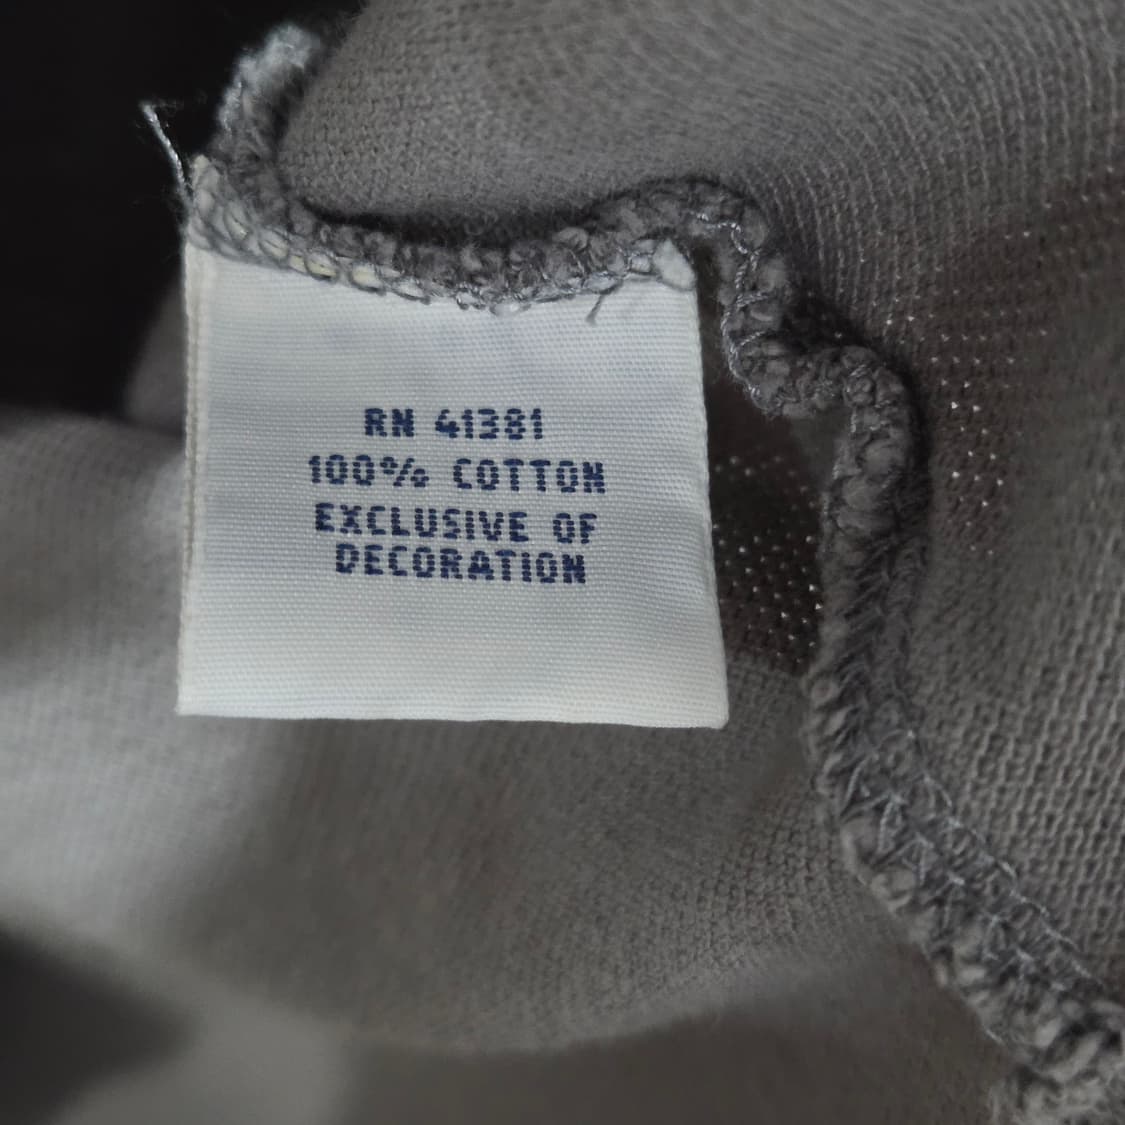 RN 41381
100% COTTON
EXCLUSIVE OF
DECORATION